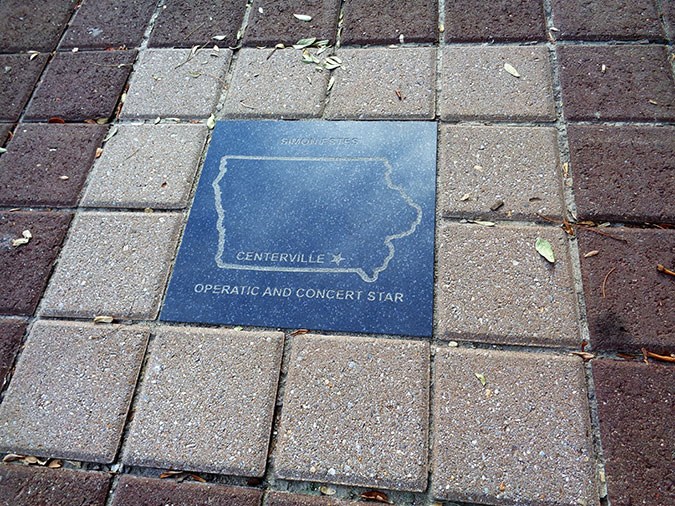 SIMON ESTES
CENTERVILLE
OPERATIC AND CONCERT STAR